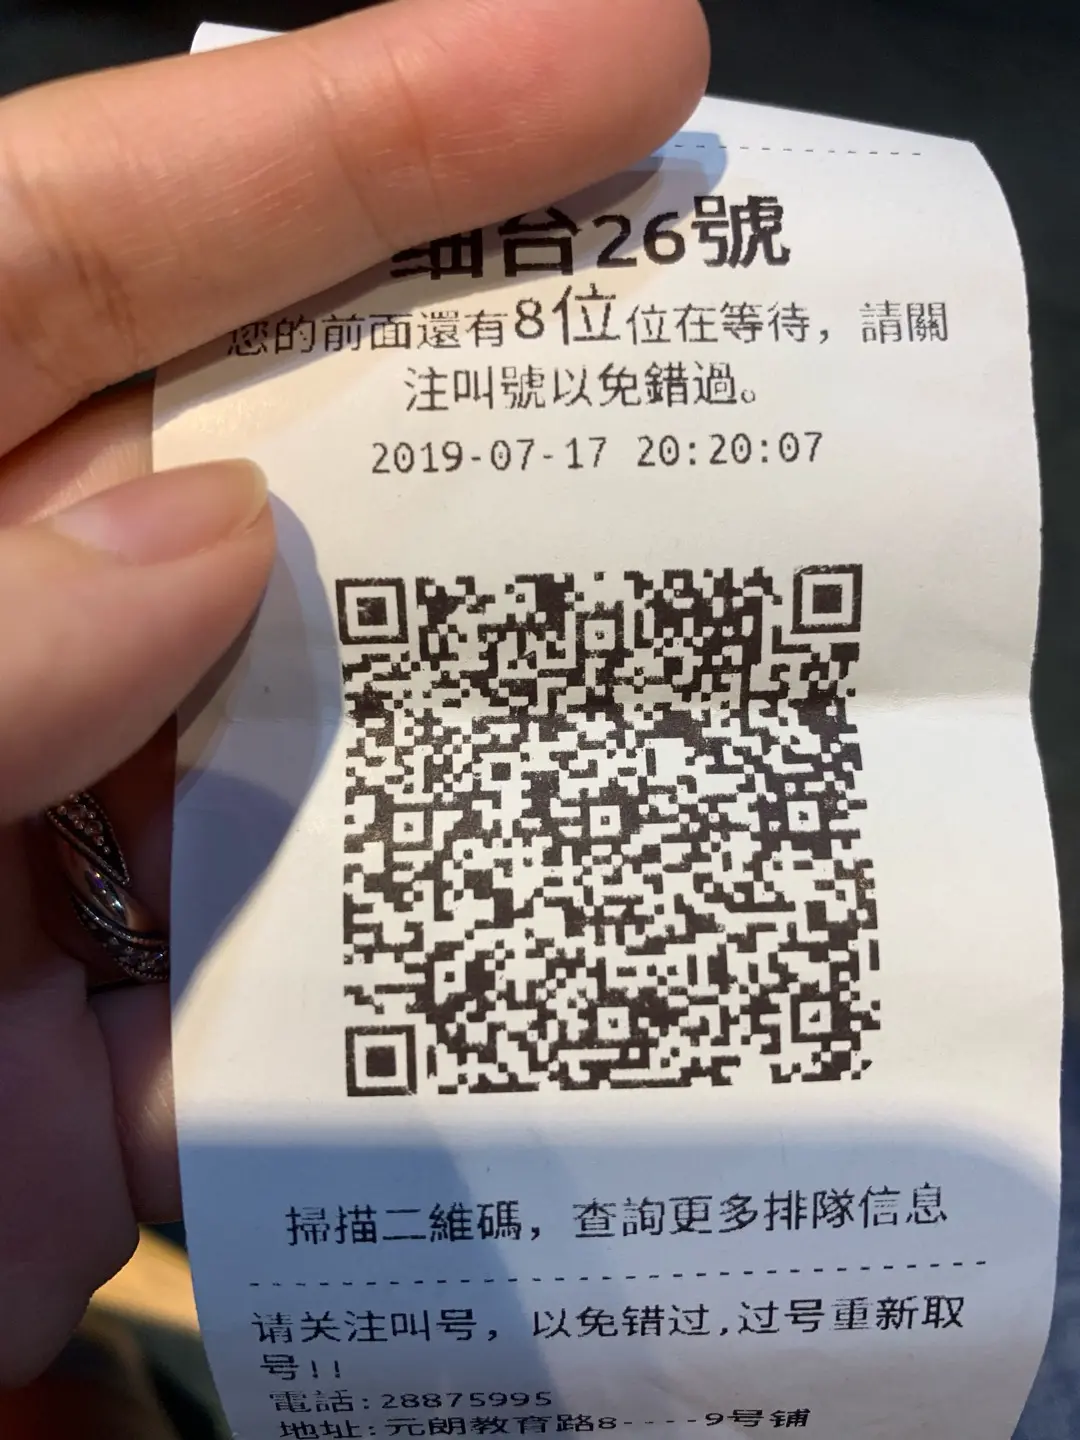 細台26號
您的前面還有8位位在等待，請關
注叫號以免錯過。
2019-07-17 20:20:07
掃描二維碼，查詢更多排隊信息
请关注叫号，以免错过,过号重新取
号!!
電話:28875995
地址:元朗教育路8----9号铺